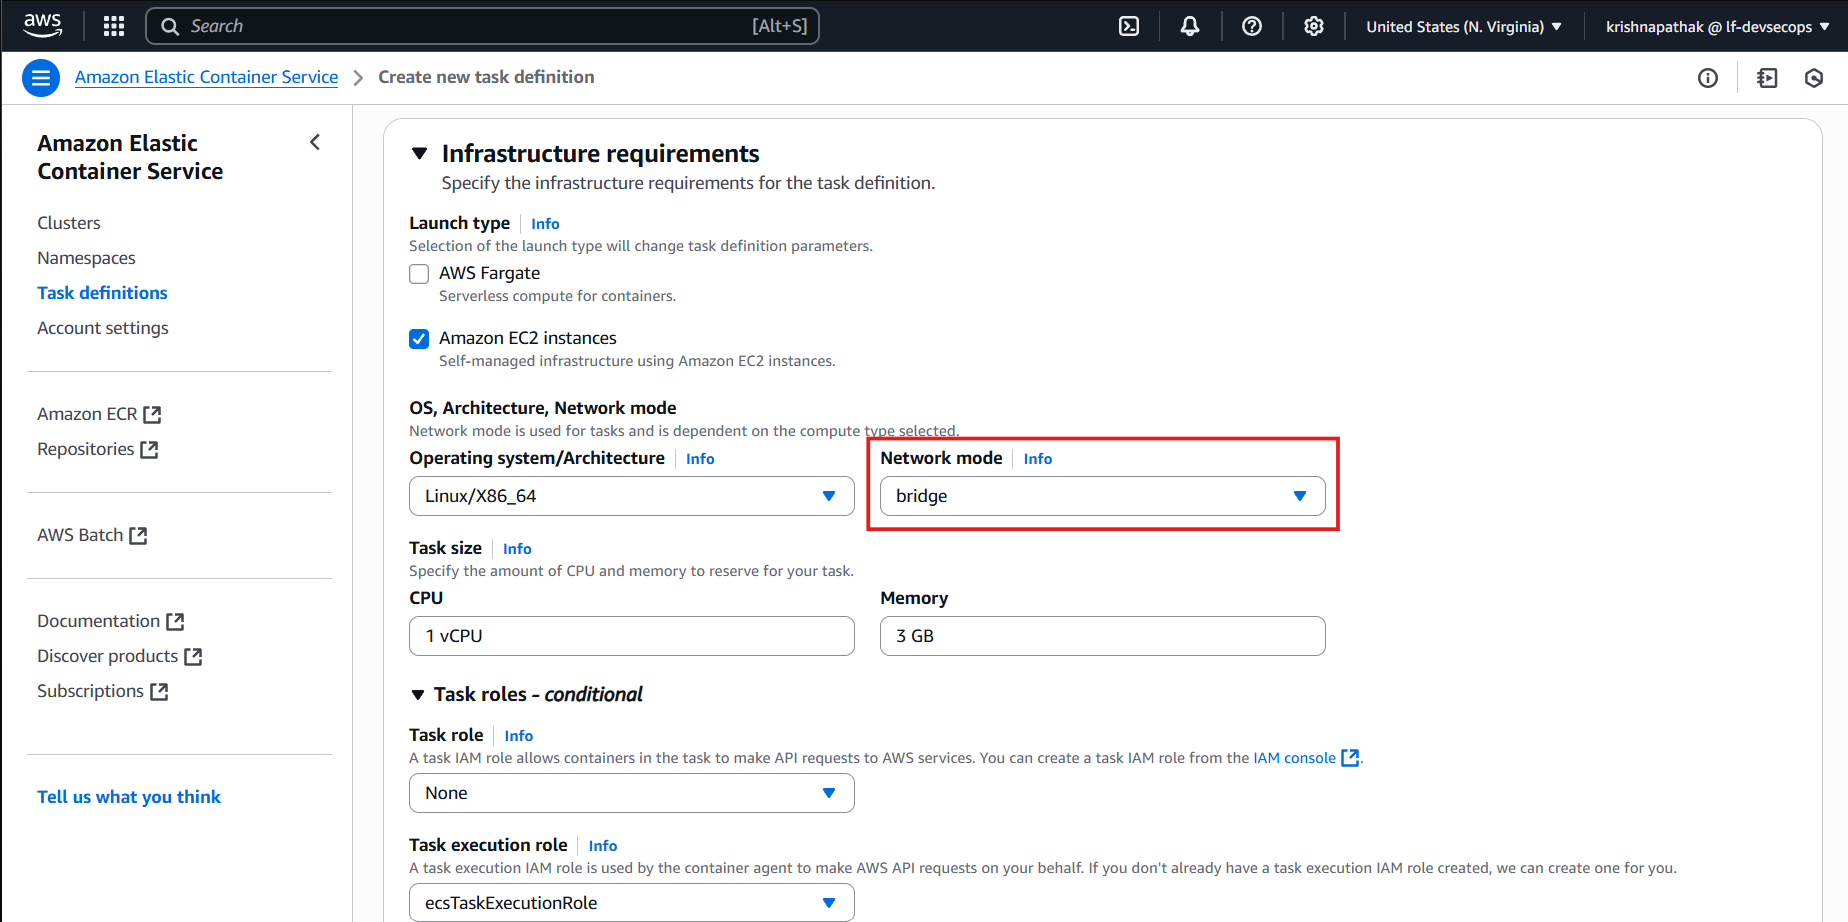 aws
Search [Alt+S]
United States (N. Virginia)
krishnapathak @ lf-devsecops
Amazon Elastic Container Service
Create new task definition
Amazon Elastic
Container Service
Clusters
Namespaces
Task definitions
Account settings
Amazon ECR
Repositories
AWS Batch
Documentation
Discover products
Subscriptions
Tell us what you think
Infrastructure requirements
Specify the infrastructure requirements for the task definition.
Launch type Info
Selection of the launch type will change task definition parameters.
AWS Fargate
Serverless compute for containers.
Amazon EC2 instances
Self-managed infrastructure using Amazon EC2 instances.
OS, Architecture, Network mode
Network mode is used for tasks and is dependent on the compute type selected.
Operating system/Architecture Info
Linux/X86_64
Network mode Info
bridge
Task size Info
Specify the amount of CPU and memory to reserve for your task.
CPU
1 vCPU
Memory
3 GB
Task roles - conditional
Task role Info
A task IAM role allows containers in the task to make API requests to AWS services. You can create a task IAM role from the IAM console.
None
Task execution role Info
A task execution IAM role is used by the container agent to make AWS API requests on your behalf. If you don't already have a task execution IAM role created, we can create one for you.
ecsTaskExecutionRole